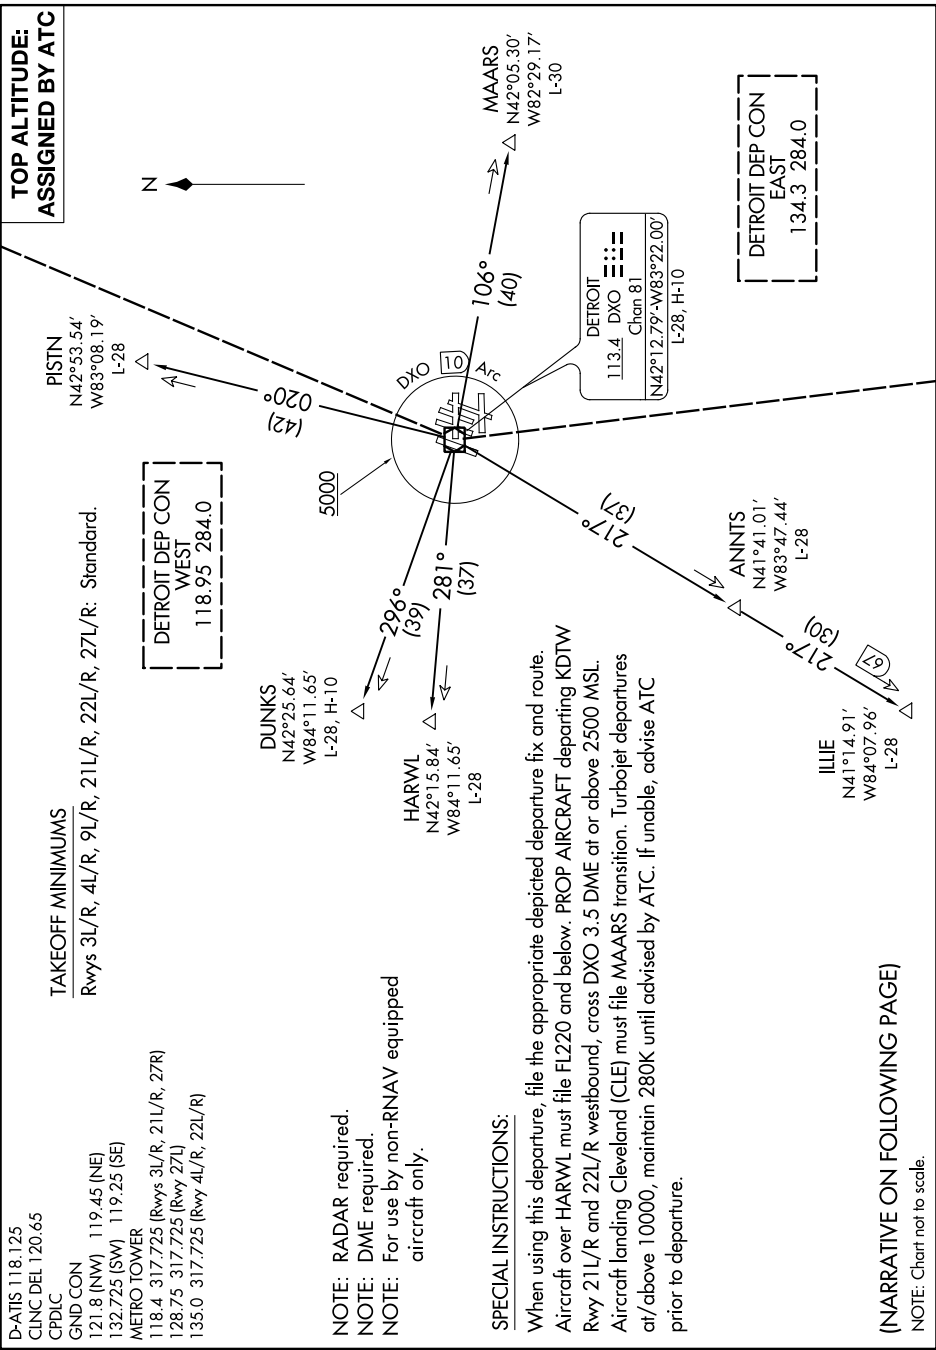 TOP ALTITUDE:
ASSIGNED BY ATC
D-ATIS 118.125
CLNC DEL 120.65
CPDLC
GND CON
121.8 (NW) 119.45 (NE)
132.725 (SW) 119.25 (SE)
METRO TOWER
118.4 317.725 (Rwys 3L/R, 21L/R, 27R)
128.75 317.725 (Rwy 27L)
135.0 317.725 (Rwy 4L/R, 22L/R)
TAKEOFF MINIMUMS
Rwys 3L/R, 4L/R, 9L/R, 21L/R, 22L/R, 27L/R: Standard.
DETROIT DEP CON
WEST
118.95 284.0
PISTN
N42°53.54'
W83°08.19'
L-28
N
020°
(42)
MAARS
N42°05.30'
W82°29.17'
L-30
106°
(40)
DXO 10 Arc
5000
DETROIT
113.4 DXO
Chan 81
N42°12.79'-W83°22.00'
L-28, H-10
DETROIT DEP CON
EAST
134.3 284.0
DUNKS
N42°25.64'
W84°11.65'
L-28, H-10
296°
(39)
HARWL
N42°15.84'
W84°11.65'
L-28
281°
(37)
217°
(37)
ANNTS
N41°41.01'
W83°47.44'
L-28
217°
(30)
67
ILLIE
N41°14.91'
W84°07.96'
L-28
NOTE: RADAR required.
NOTE: DME required.
NOTE: For use by non-RNAV equipped
aircraft only.
SPECIAL INSTRUCTIONS:
When using this departure, file the appropriate depicted departure fix and route.
Aircraft over HARWL must file FL220 and below. PROP AIRCRAFT departing KDTW
Rwy 21L/R and 22L/R westbound, cross DXO 3.5 DME at or above 2500 MSL.
Aircraft landing Cleveland (CLE) must file MAARS transition. Turbojet departures
at/above 10000, maintain 280K until advised by ATC. If unable, advise ATC
prior to departure.
(NARRATIVE ON FOLLOWING PAGE)
NOTE: Chart not to scale.